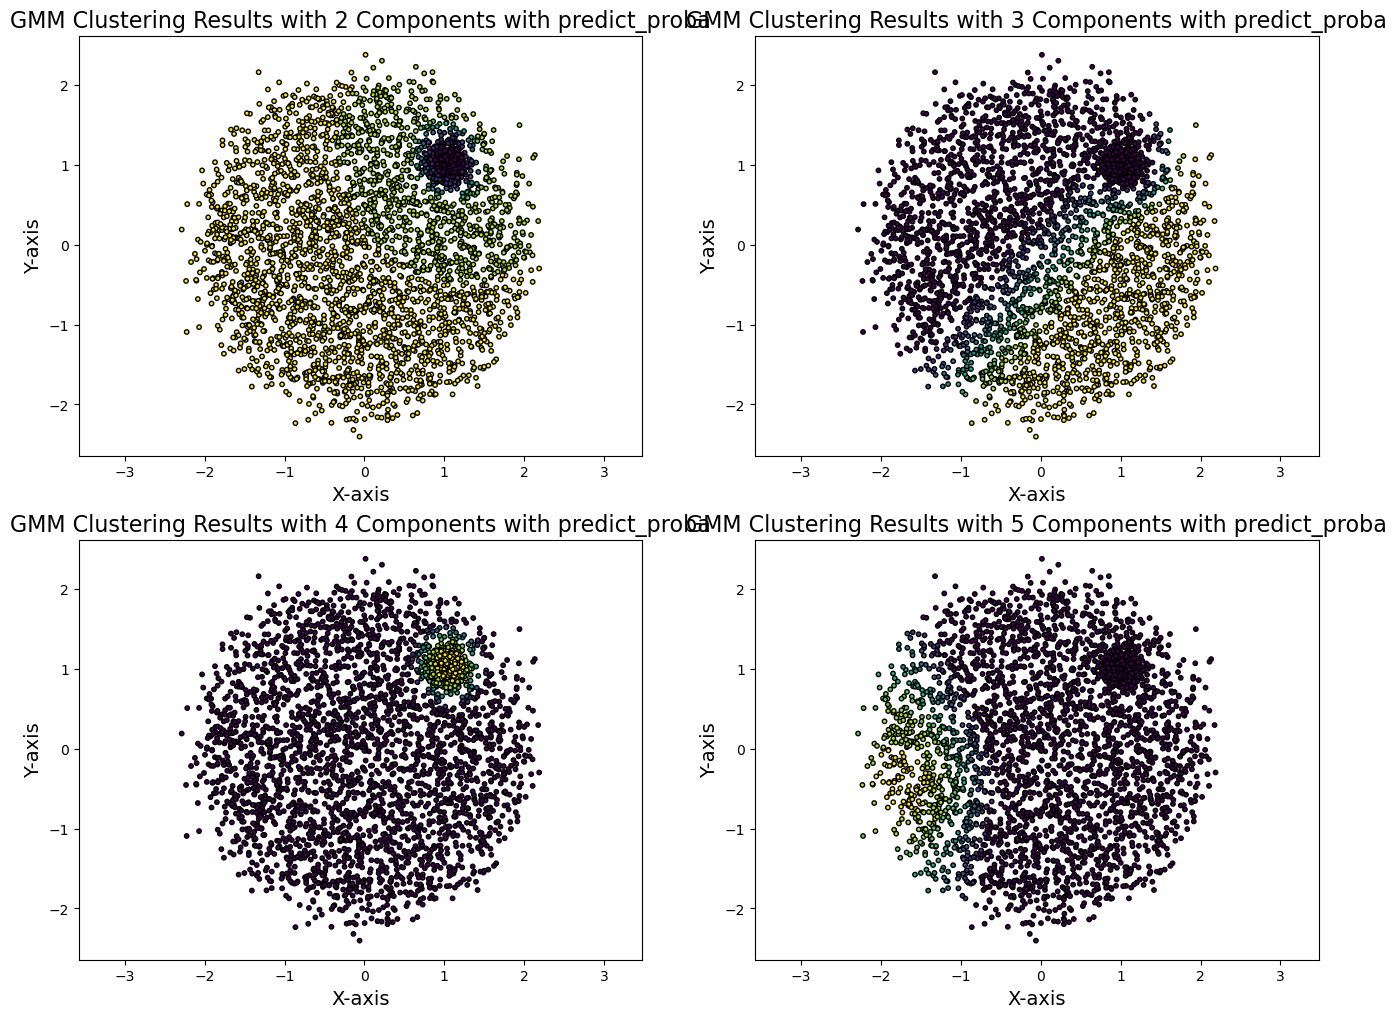 GMM Clustering Results with 2 Components with predict_proba
2
1
0
−1
−2
Y-axis
−3 −2 −1 0 1 2 3
X-axis
GMM Clustering Results with 3 Components with predict_proba
2
1
0
−1
−2
Y-axis
−3 −2 −1 0 1 2 3
X-axis
GMM Clustering Results with 4 Components with predict_proba
2
1
0
−1
−2
Y-axis
−3 −2 −1 0 1 2 3
X-axis
GMM Clustering Results with 5 Components with predict_proba
2
1
0
−1
−2
Y-axis
−3 −2 −1 0 1 2 3
X-axis